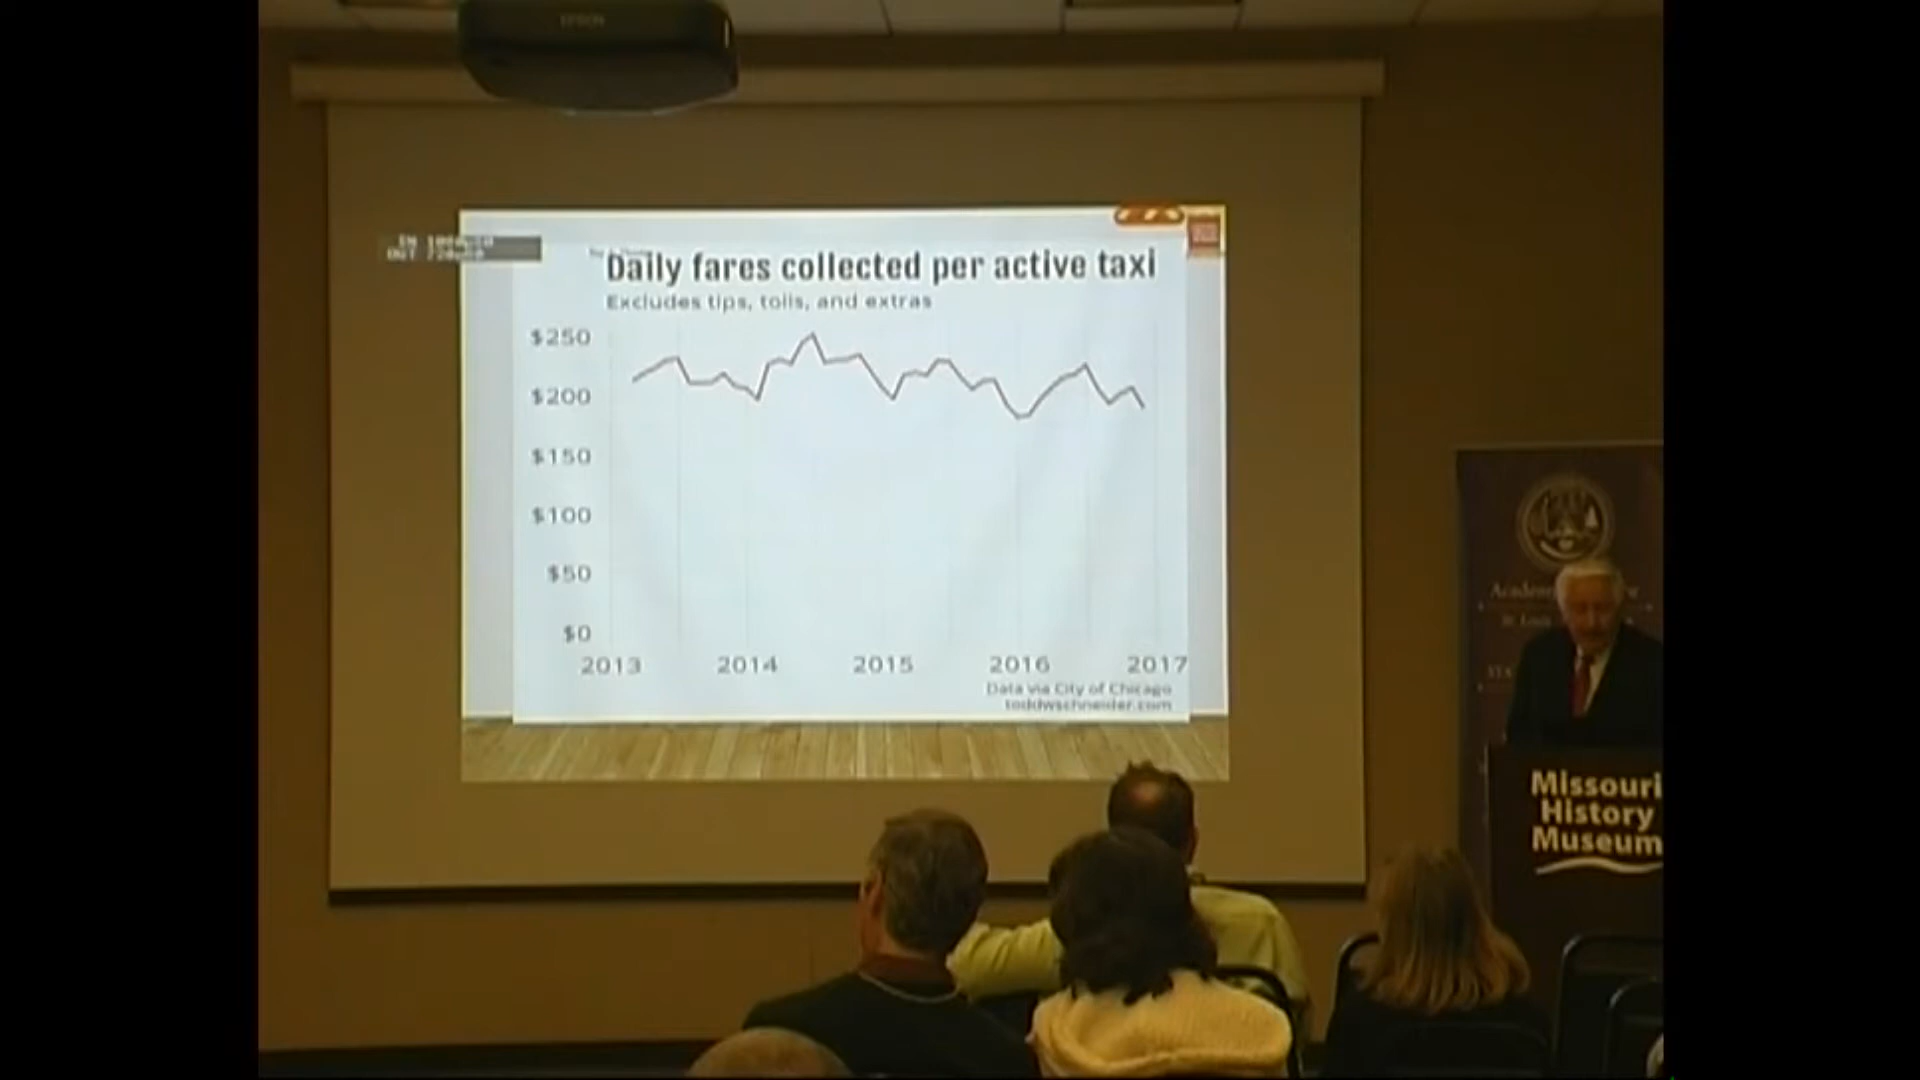 EPSON
Daily fares collected per active taxi
Excludes tips, tolls, and extras
$250
$200
$150
$100
$50
$0
2013 2014 2015 2016 2017
Data via City of Chicago
toddwschneider.com
Missouri
History
Museum